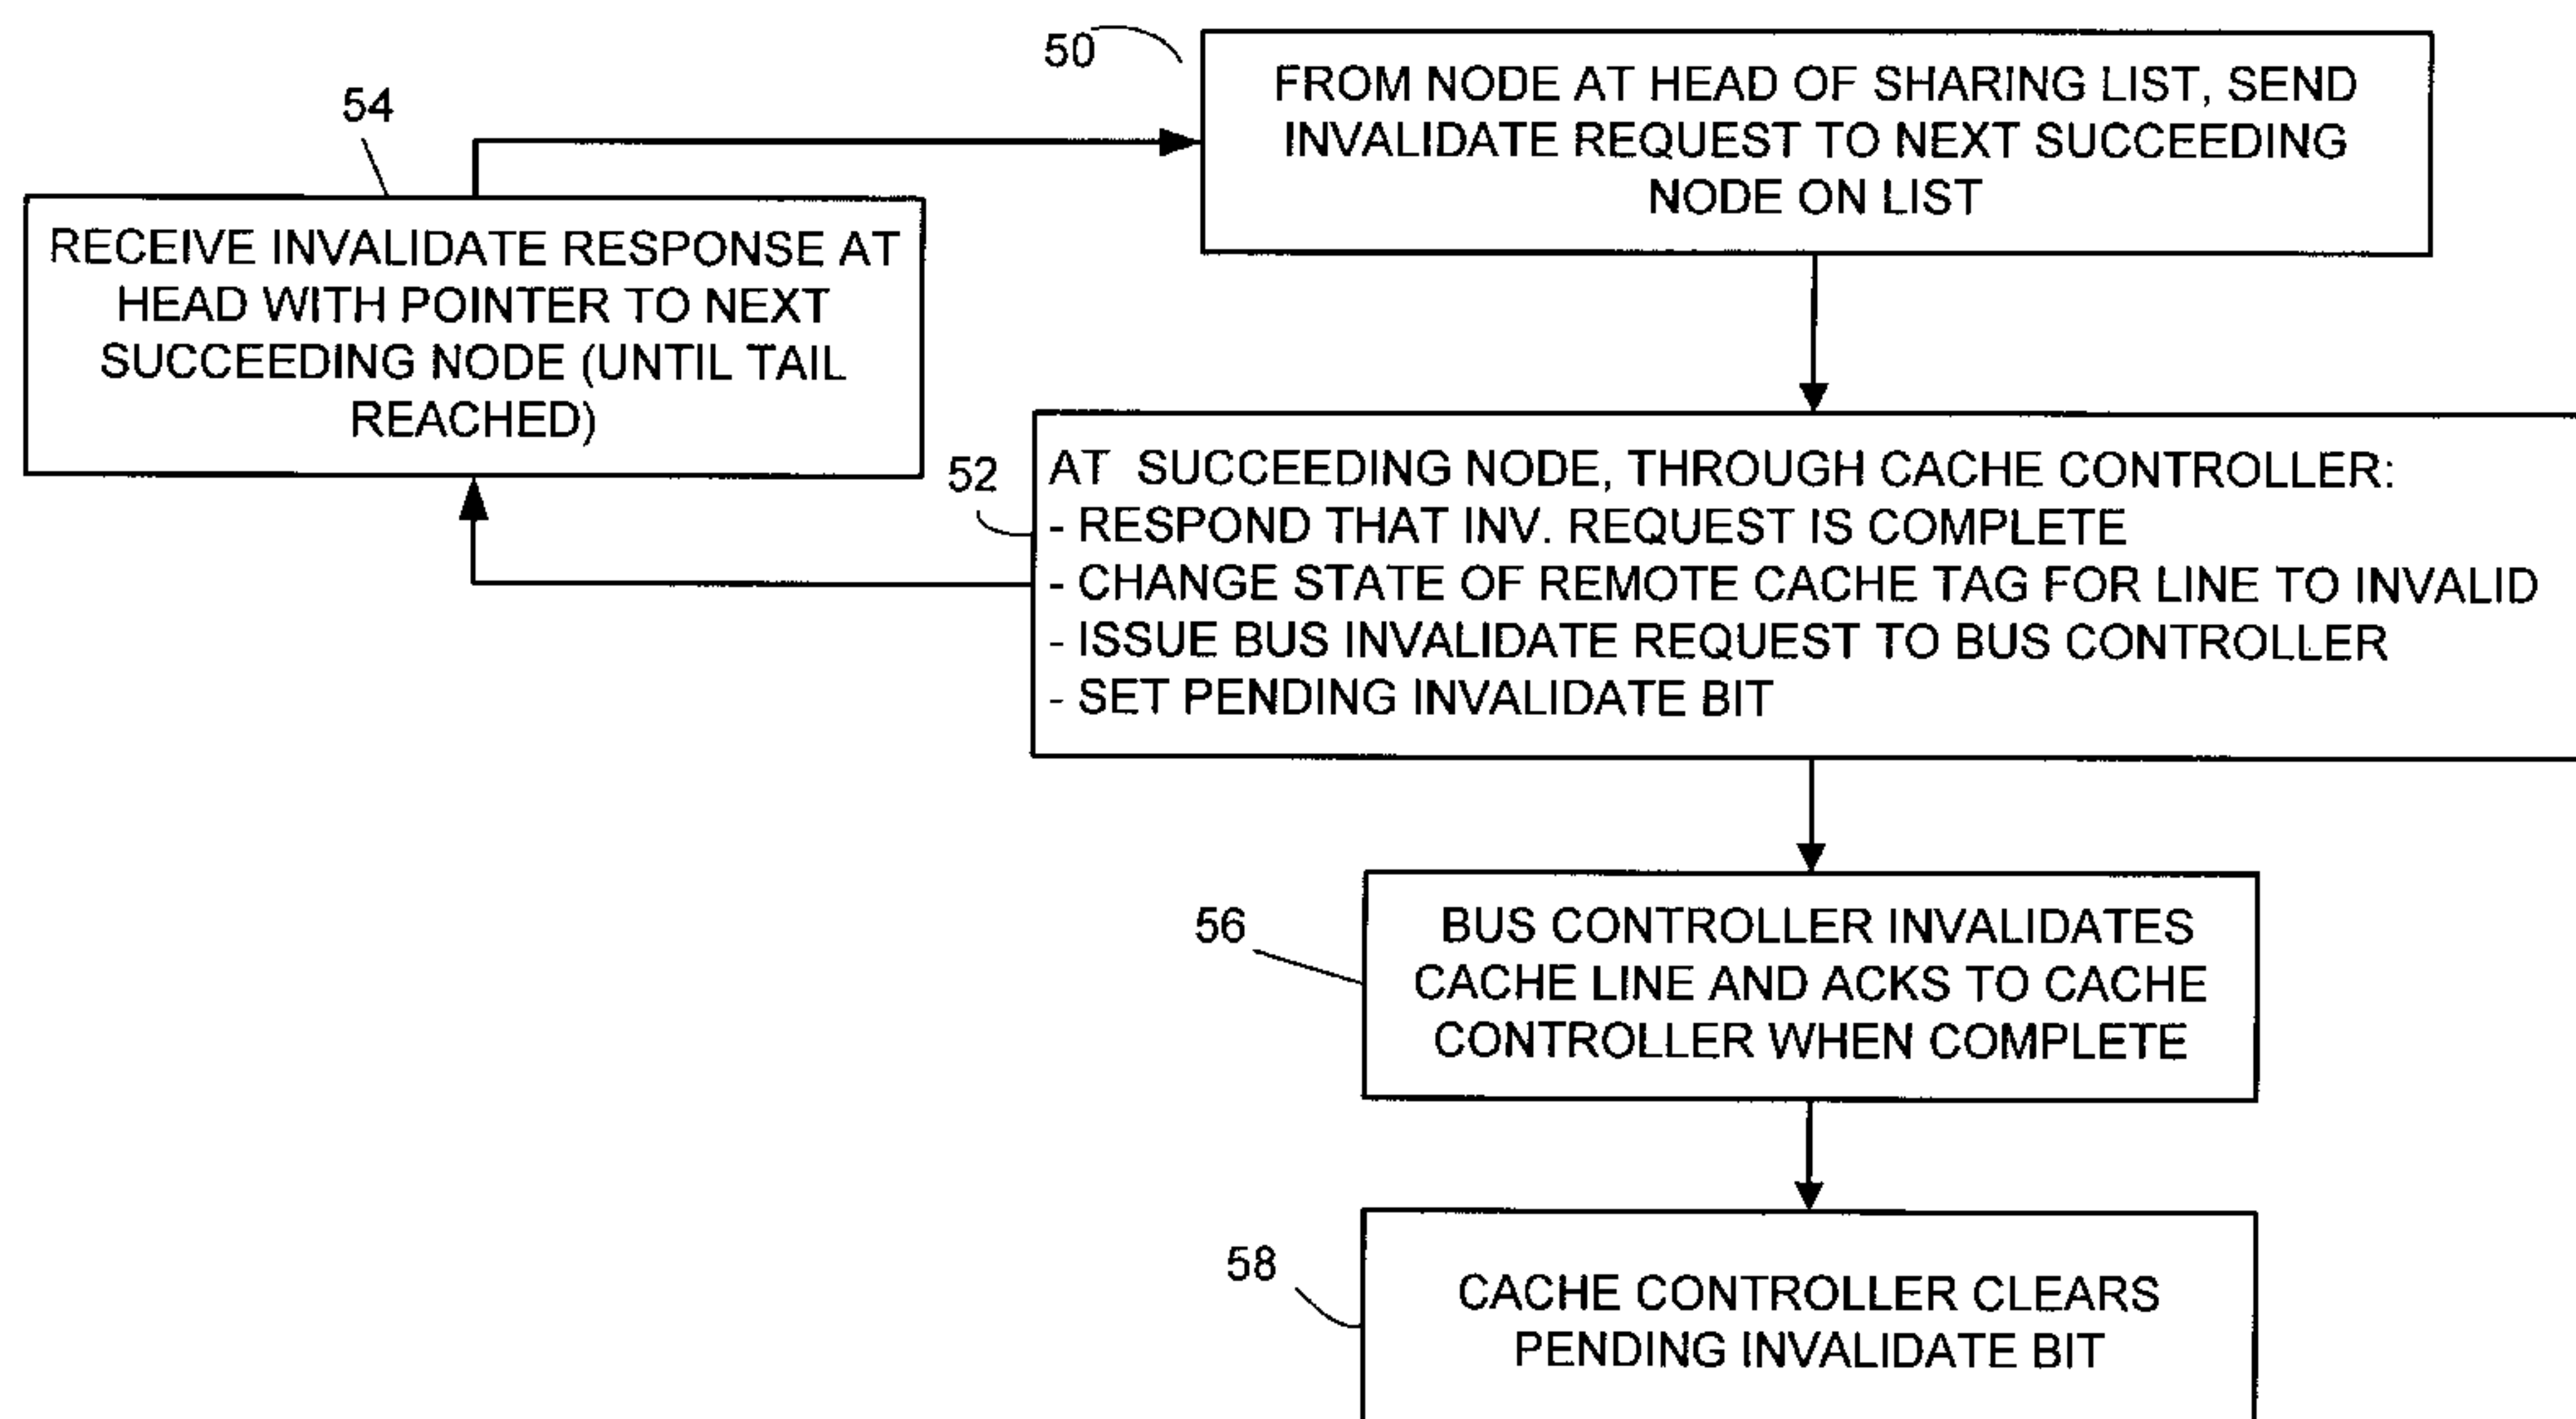 50
FROM NODE AT HEAD OF SHARING LIST, SEND
INVALIDATE REQUEST TO NEXT SUCCEEDING
NODE ON LIST
54
RECEIVE INVALIDATE RESPONSE AT
HEAD WITH POINTER TO NEXT
SUCCEEDING NODE (UNTIL TAIL
REACHED)
52
AT SUCCEEDING NODE, THROUGH CACHE CONTROLLER:
- RESPOND THAT INV. REQUEST IS COMPLETE
- CHANGE STATE OF REMOTE CACHE TAG FOR LINE TO INVALID
- ISSUE BUS INVALIDATE REQUEST TO BUS CONTROLLER
- SET PENDING INVALIDATE BIT
56
BUS CONTROLLER INVALIDATES
CACHE LINE AND ACKS TO CACHE
CONTROLLER WHEN COMPLETE
58
CACHE CONTROLLER CLEARS
PENDING INVALIDATE BIT